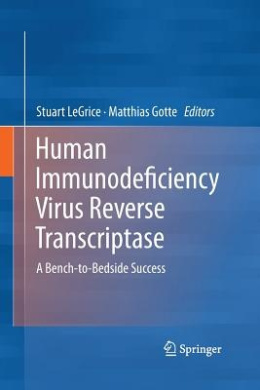 Stuart LeGrice · Matthias Gotte Editors
Human
Immunodeficiency
Virus Reverse
Transcriptase
A Bench-to-Bedside Success
Springer